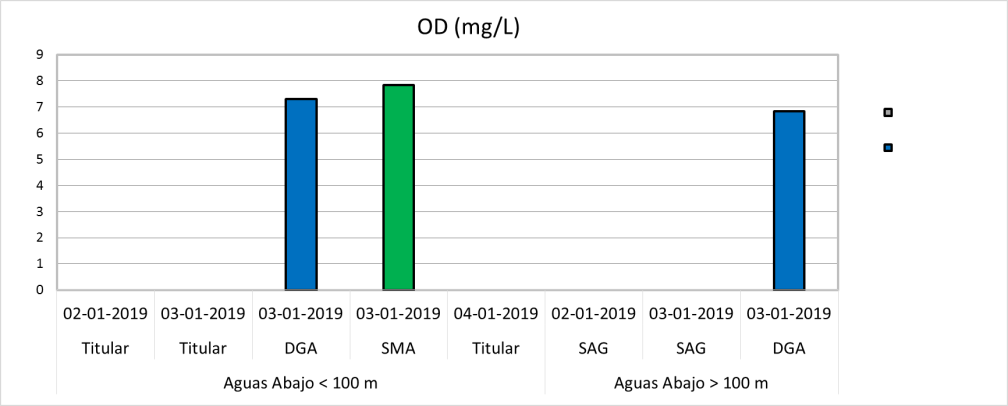 OD (mg/L)
9
8
7
6
5
4
3
2
1
0
02-01-2019 03-01-2019 03-01-2019 03-01-2019 04-01-2019 02-01-2019 03-01-2019 03-01-2019
Titular Titular DGA SMA Titular SAG SAG DGA
Aguas Abajo < 100 m Aguas Abajo > 100 m